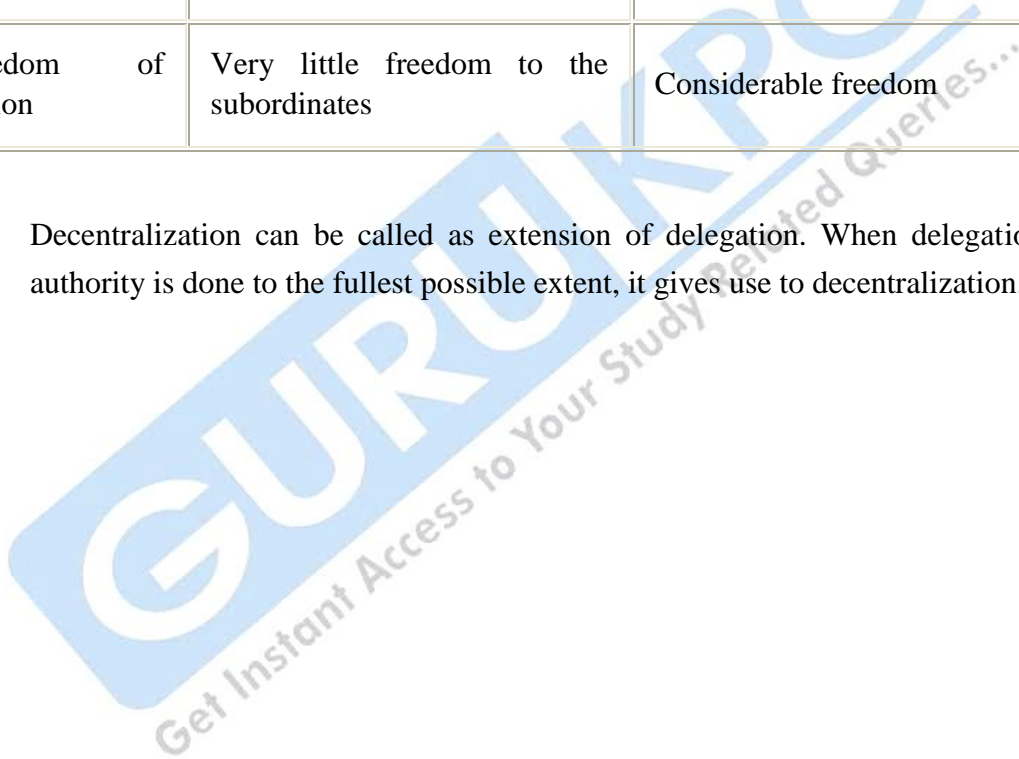 edom of
Very little freedom to the
Considerable freedom
ion
subordinates
Decentralization can be called as extension of delegation. When delegatio
authority is done to the fullest possible extent, it gives use to decentralization.
GURUKPO
Get Instant Access to Your Study Related Queries...